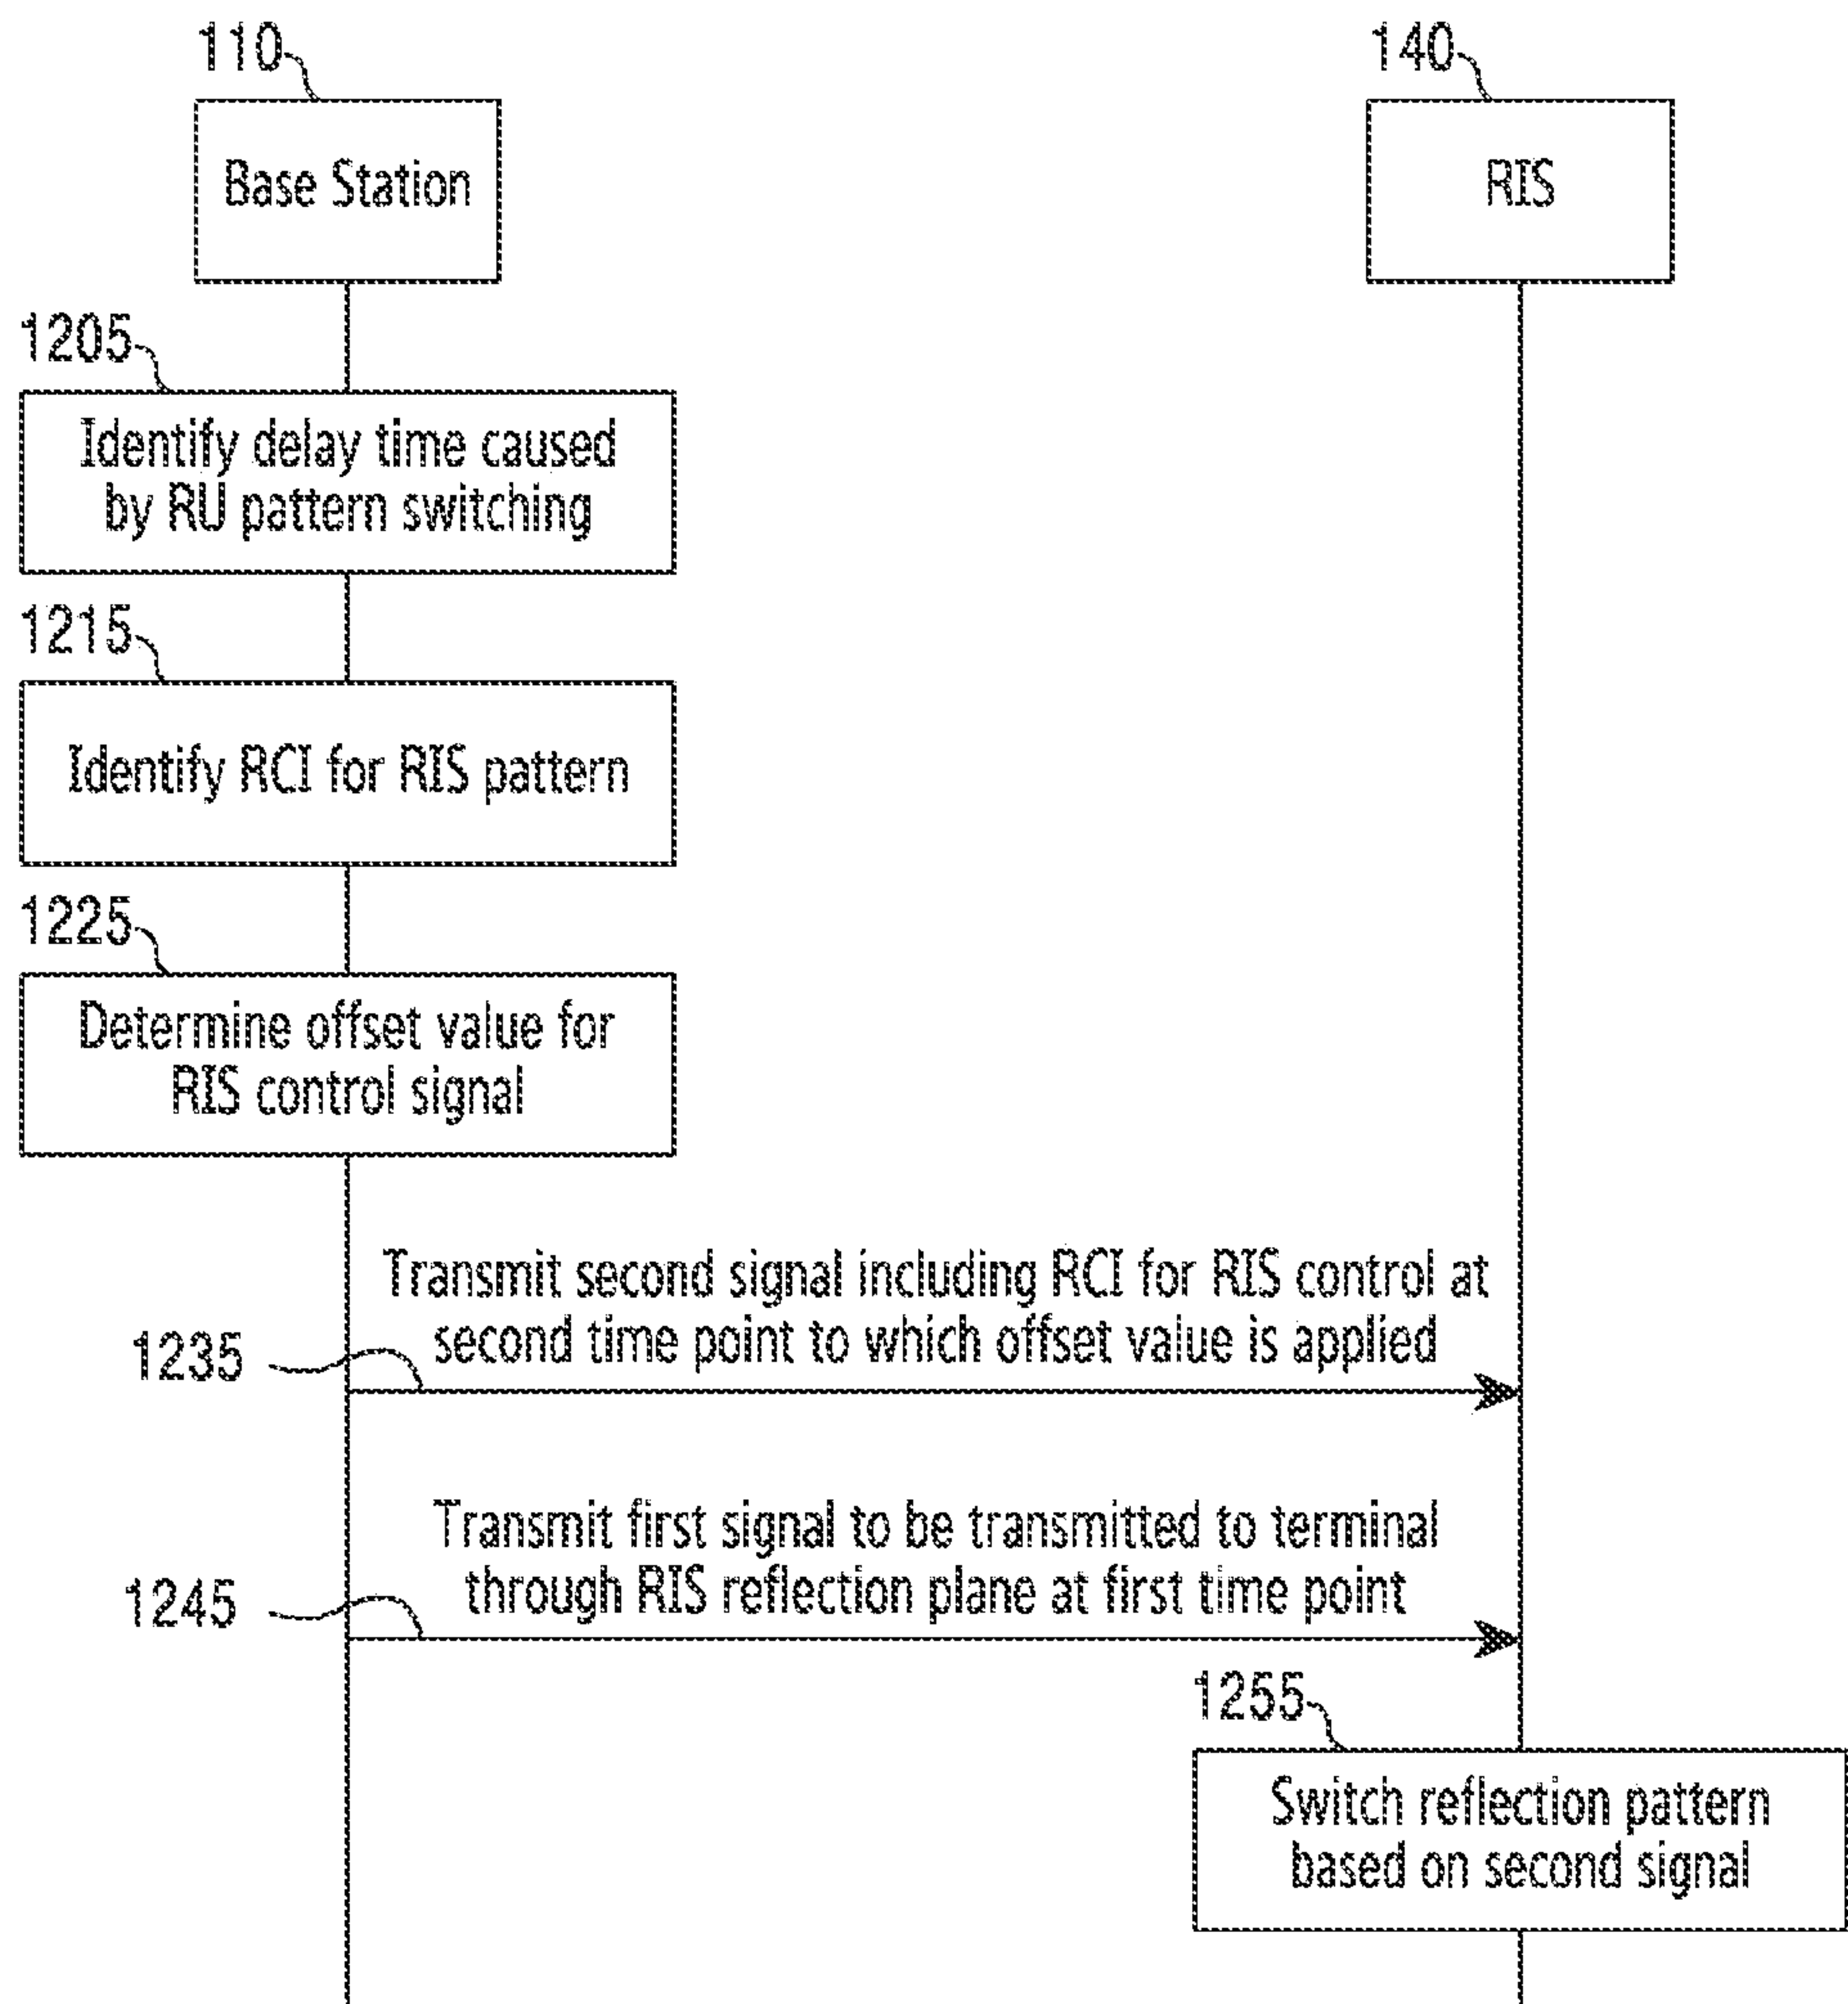 110
140
Base Station
RIS
1205
Identify delay time caused
by RU pattern switching
1215
Identify RCI for RIS pattern
1225
Determine offset value for
RIS control signal
Transmit second signal including RCI for RIS control at
second time point to which offset value is applied
1235
Transmit first signal to be transmitted to terminal
through RIS reflection plane at first time point
1245
1255
Switch reflection pattern
based on second signal